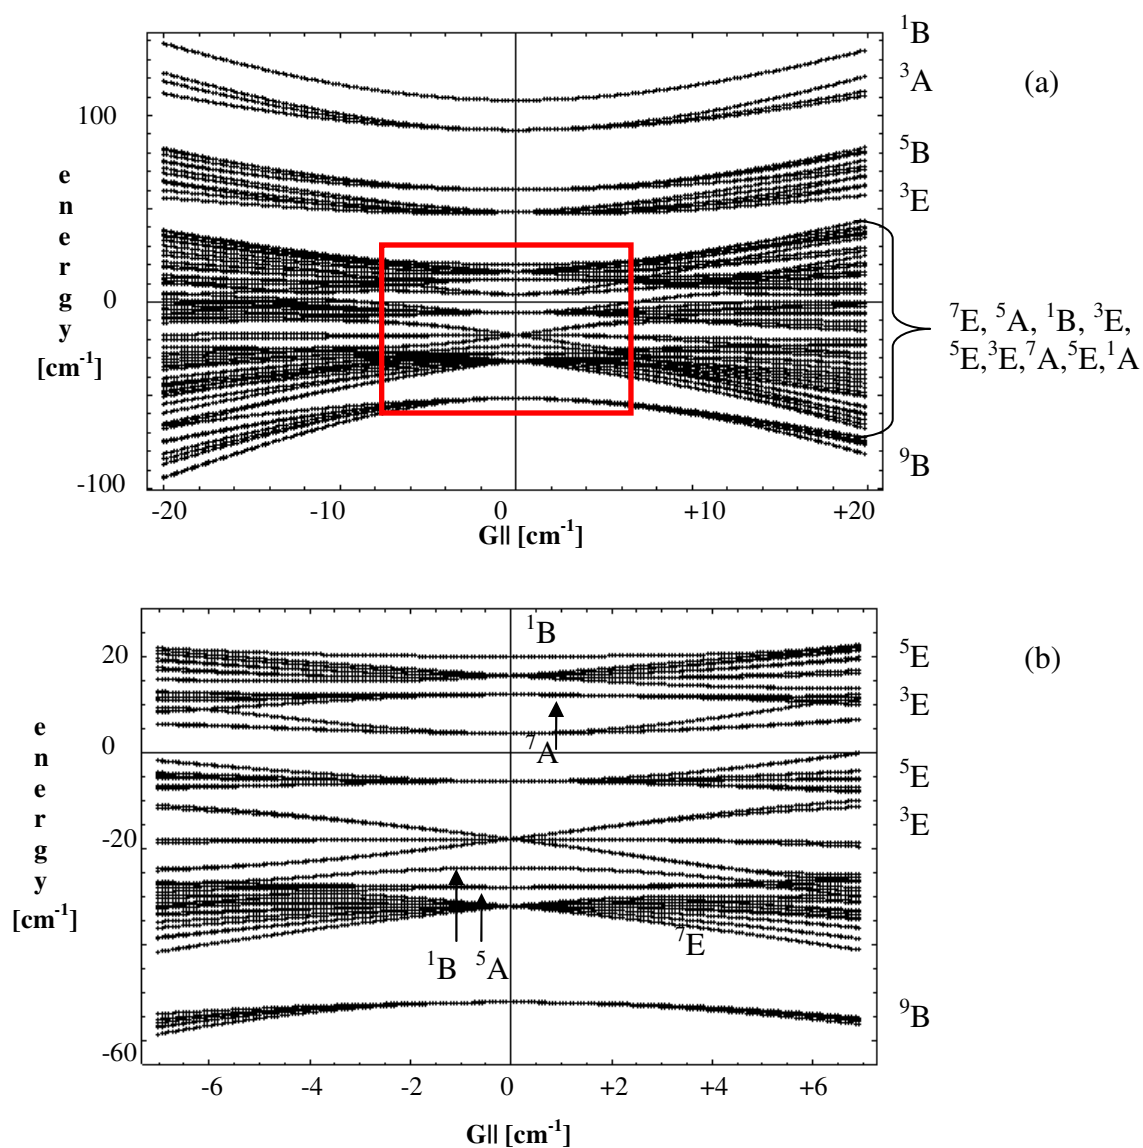 ¹B
³A
(a)
⁵B
³E
100
0
-100
energy
[cm⁻¹]
⁷E, ⁵A, ¹B, ³E,
⁵E,³E,⁷A,⁵E,¹A
⁹B
-20 -10 0 +10 +20
G|| [cm⁻¹]
¹B
⁵E
(b)
³E
⁷A
⁵E
³E
20
0
-20
-60
energy
[cm⁻¹]
⁷E
¹B ⁵A
⁹B
-6 -4 -2 0 +2 +4 +6
G|| [cm⁻¹]